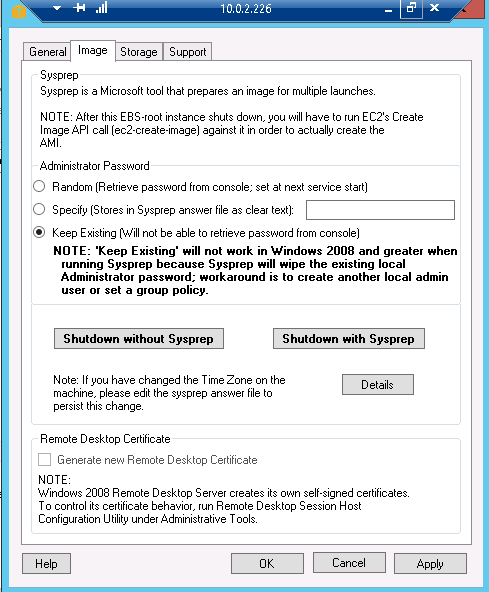 10.0.2.226
General
Image
Storage
Support
Sysprep
Sysprep is a Microsoft tool that prepares an image for multiple launches.
NOTE: After this EBS-root instance shuts down, you will have to run EC2's Create
Image API call (ec2-create-image) against it in order to actually create the
AMI.
Administrator Password
Random (Retrieve password from console; set at next service start)
Specify (Stores in Sysprep answer file as clear text):
Keep Existing (Will not be able to retrieve password from console)
NOTE: 'Keep Existing' will not work in Windows 2008 and greater when
running Sysprep because Sysprep will wipe the existing local
Administrator password; workaround is to create another local admin
user or set a group policy.
Shutdown without Sysprep
Shutdown with Sysprep
Note: If you have changed the Time Zone on the
machine, please edit the sysprep answer file to
persist this change.
Details
Remote Desktop Certificate
Generate new Remote Desktop Certificate
NOTE:
Windows 2008 Remote Desktop Server creates its own self-signed certificates.
To control its certificate behavior, run Remote Desktop Session Host
Configuration Utility under Administrative Tools.
Help
OK
Cancel
Apply